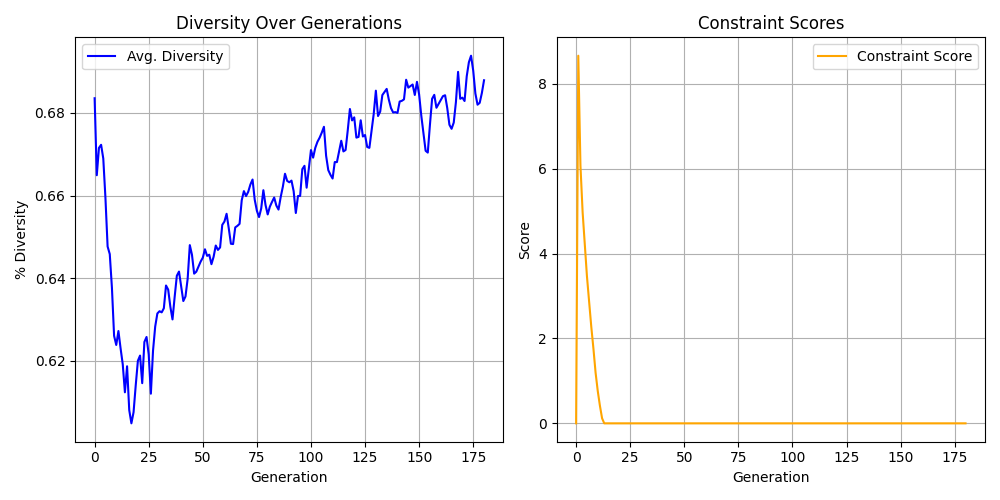 Diversity Over Generations
Avg. Diversity
% Diversity
0.68
0.66
0.64
0.62
0 25 50 75 100 125 150 175
Generation
Constraint Scores
Constraint Score
Score
8
6
4
2
0
0 25 50 75 100 125 150 175
Generation